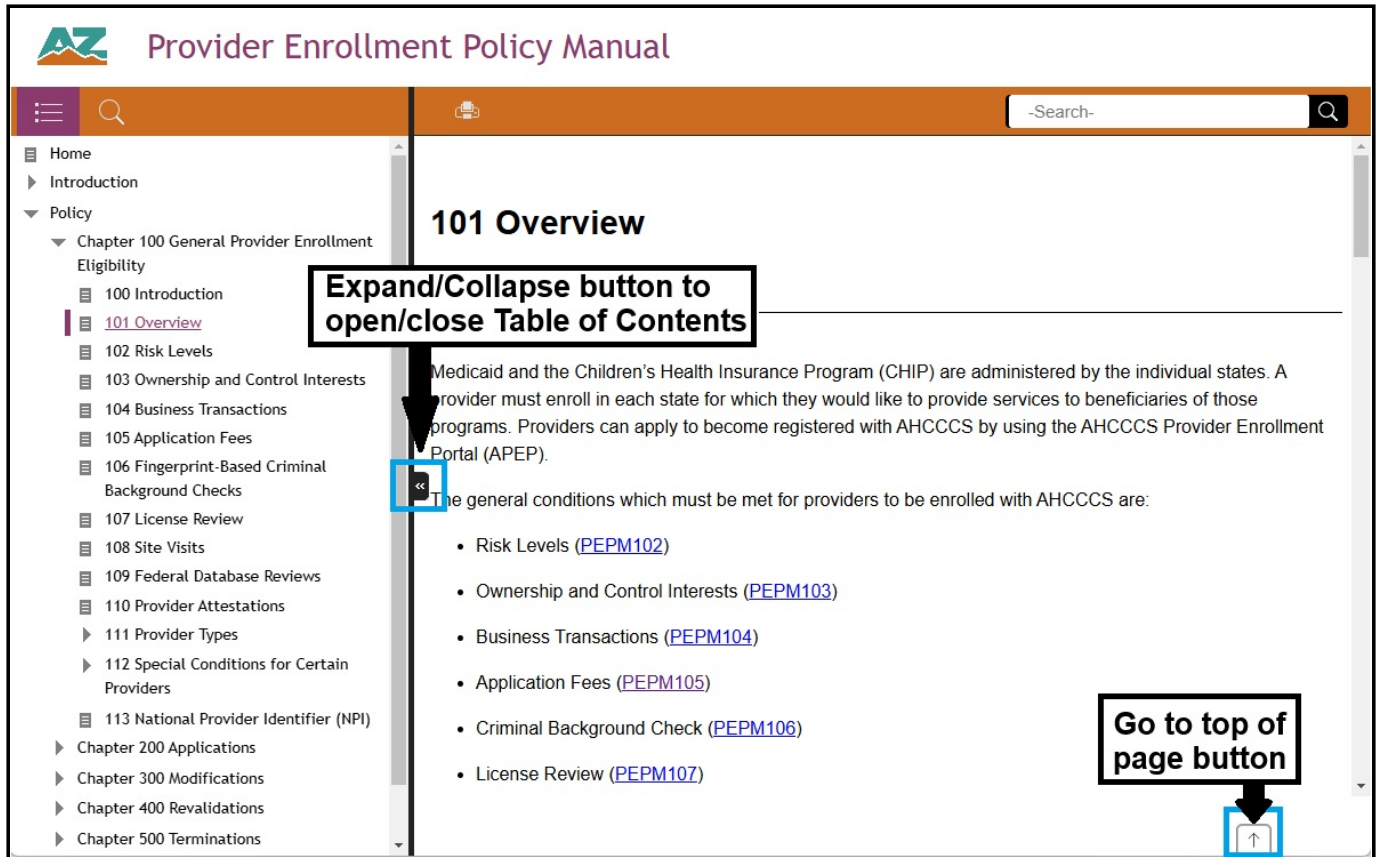 AZ
Provider Enrollment Policy Manual
-Search-
Home
Introduction
Policy
Chapter 100 General Provider Enrollment
Eligibility
100 Introduction
101 Overview
102 Risk Levels
103 Ownership and Control Interests
104 Business Transactions
105 Application Fees
106 Fingerprint-Based Criminal
Background Checks
107 License Review
108 Site Visits
109 Federal Database Reviews
110 Provider Attestations
111 Provider Types
112 Special Conditions for Certain
Providers
113 National Provider Identifier (NPI)
Chapter 200 Applications
Chapter 300 Modifications
Chapter 400 Revalidations
Chapter 500 Terminations
Expand/Collapse button to
open/close Table of Contents
«
101 Overview
Medicaid and the Children’s Health Insurance Program (CHIP) are administered by the individual states. A
provider must enroll in each state for which they would like to provide services to beneficiaries of those
programs. Providers can apply to become registered with AHCCCS by using the AHCCCS Provider Enrollment
Portal (APEP).
The general conditions which must be met for providers to be enrolled with AHCCCS are:
• Risk Levels (PEPM102)
• Ownership and Control Interests (PEPM103)
• Business Transactions (PEPM104)
• Application Fees (PEPM105)
• Criminal Background Check (PEPM106)
• License Review (PEPM107)
Go to top of
page button